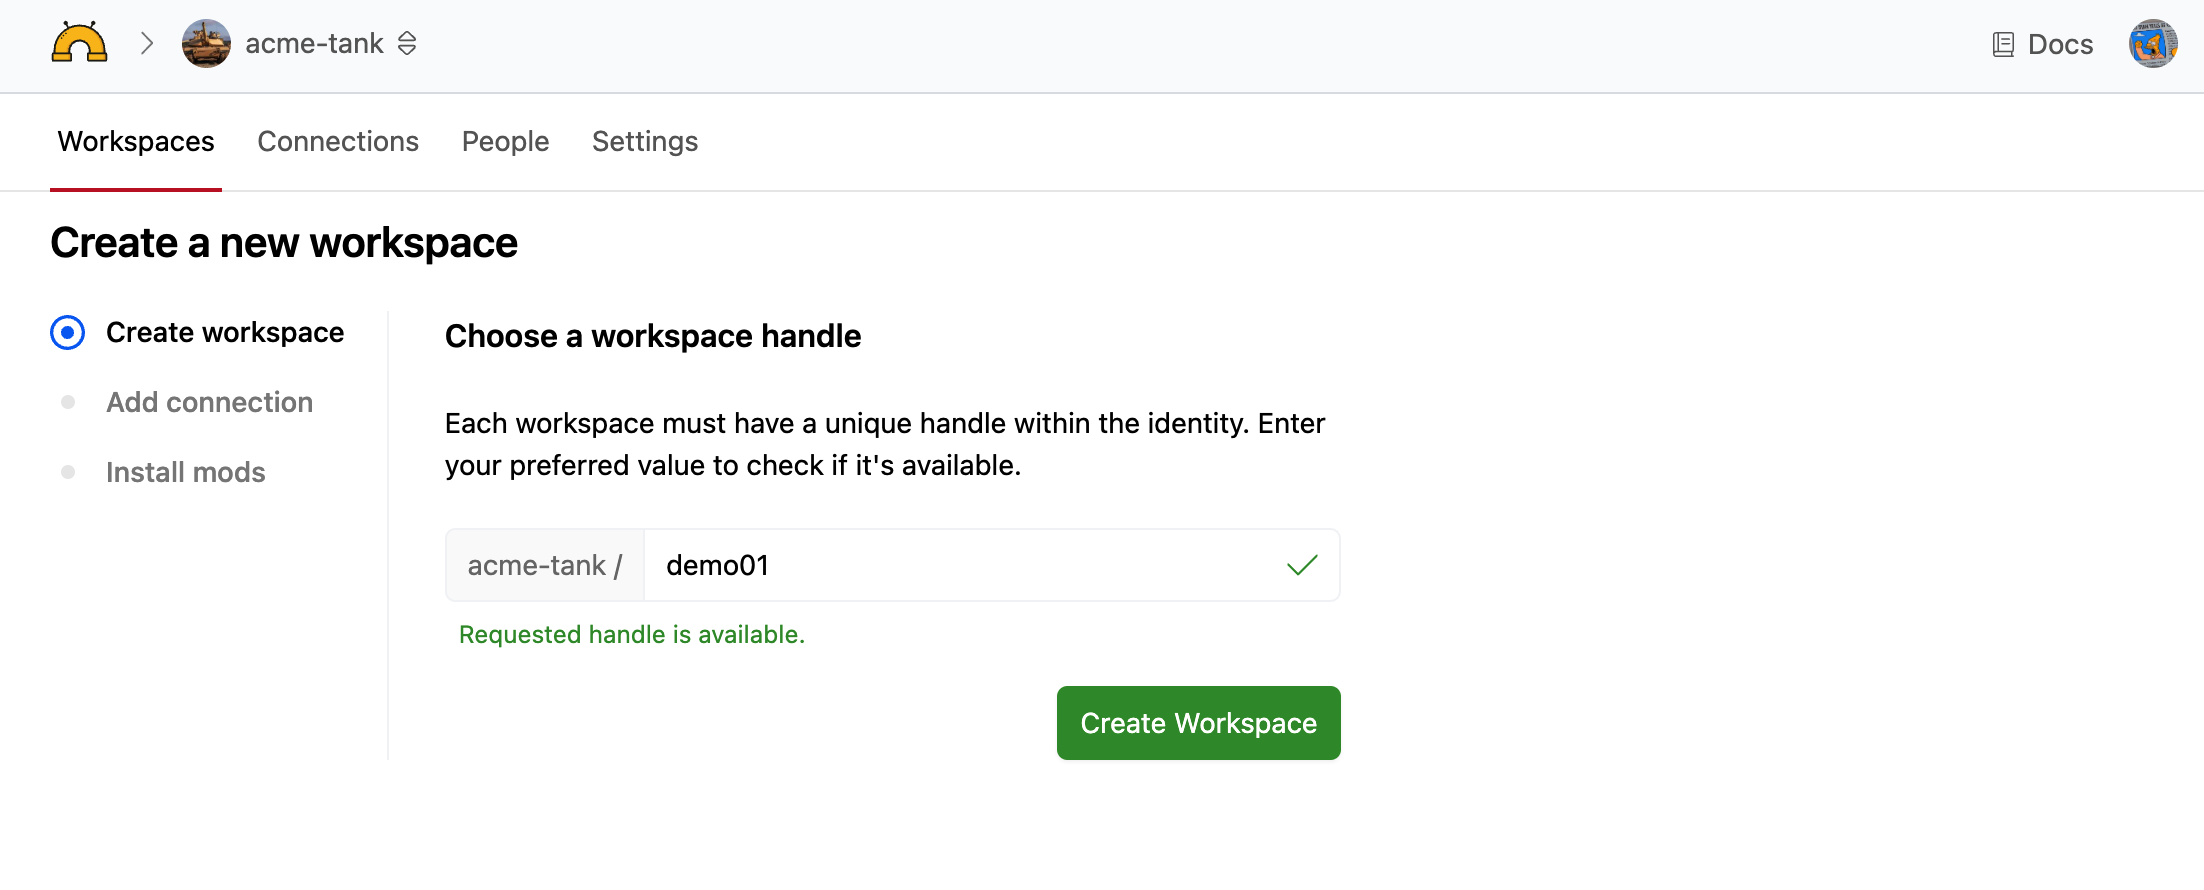 acme-tank
Docs
Workspaces Connections People Settings
Create a new workspace
Create workspace
Add connection
Install mods
Choose a workspace handle
Each workspace must have a unique handle within the identity. Enter
your preferred value to check if it's available.
acme-tank / demo01
Requested handle is available.
Create Workspace